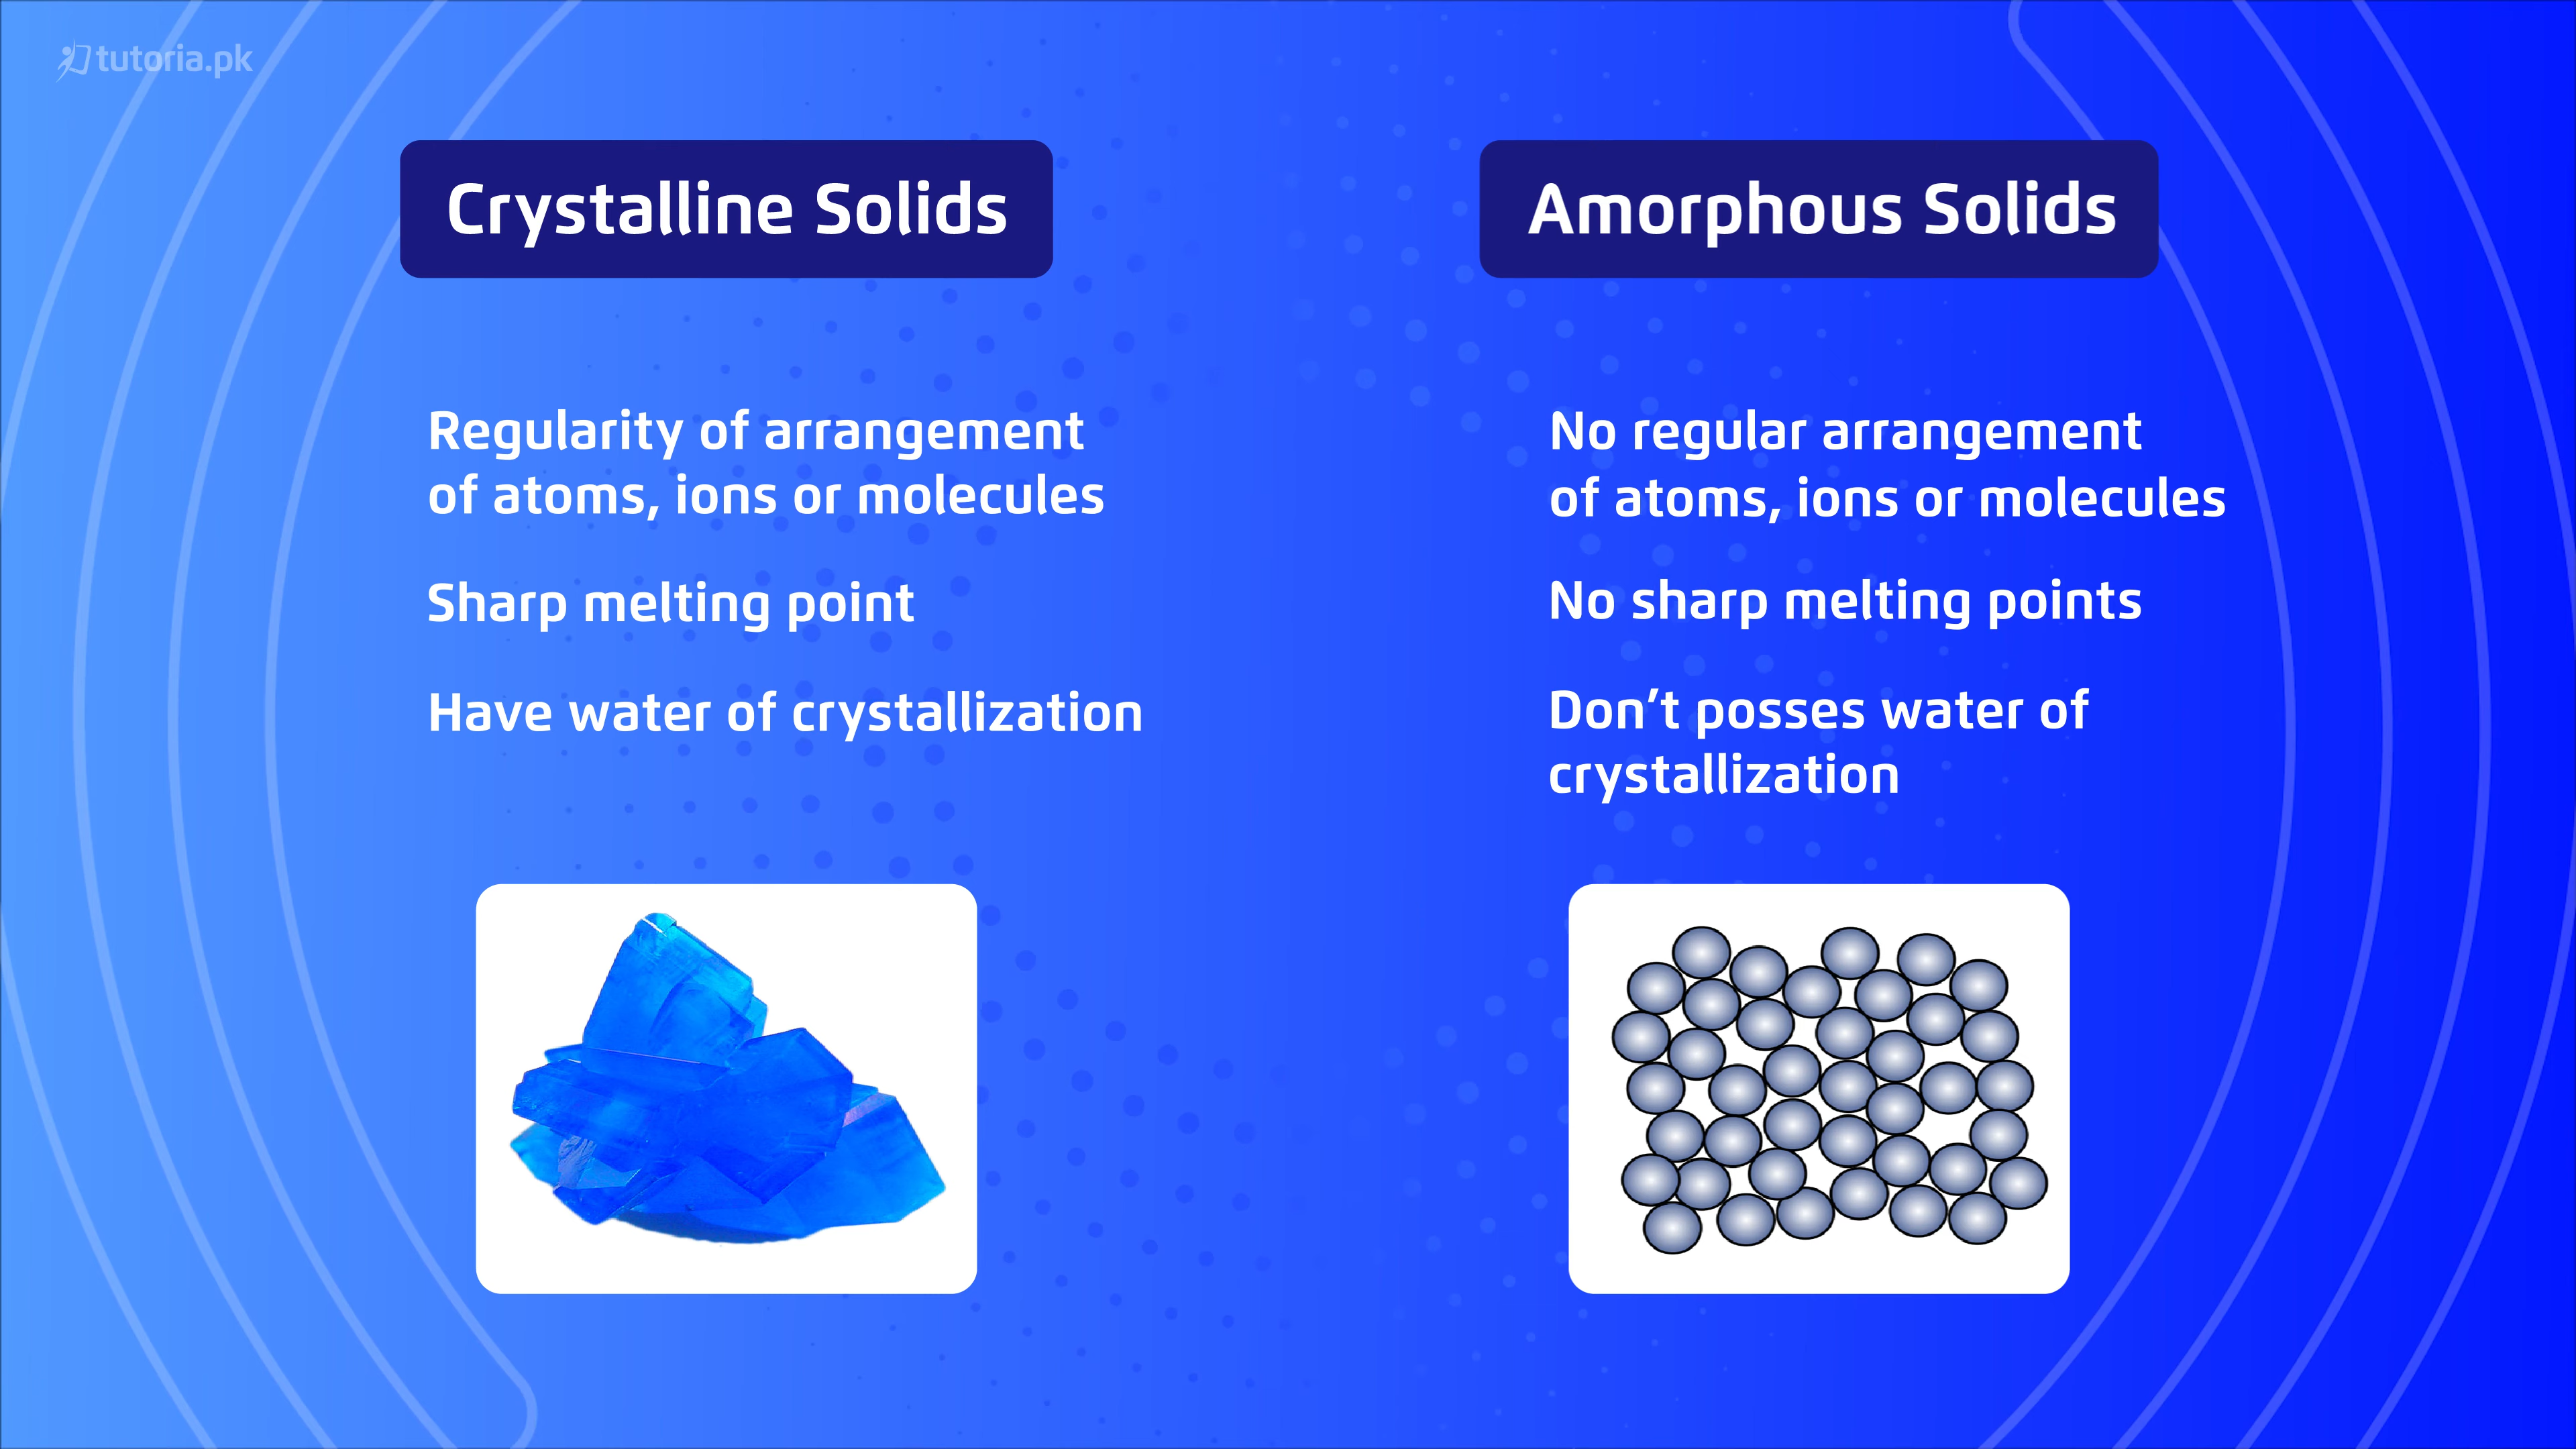 tutoria.pk
Crystalline Solids
Regularity of arrangement
of atoms, ions or molecules
Sharp melting point
Have water of crystallization
Amorphous Solids
No regular arrangement
of atoms, ions or molecules
No sharp melting points
Don’t posses water of
crystallization